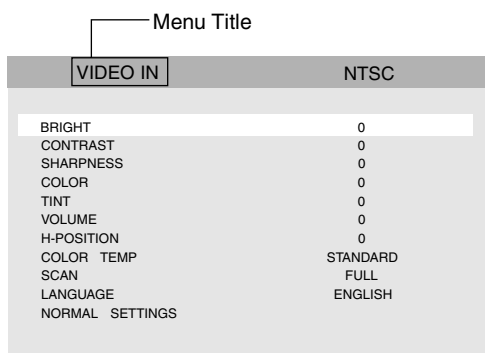 Menu Title
VIDEO IN NTSC
BRIGHT 0
CONTRAST 0
SHARPNESS 0
COLOR 0
TINT 0
VOLUME 0
H-POSITION 0
COLOR TEMP STANDARD
SCAN FULL
LANGUAGE ENGLISH
NORMAL SETTINGS